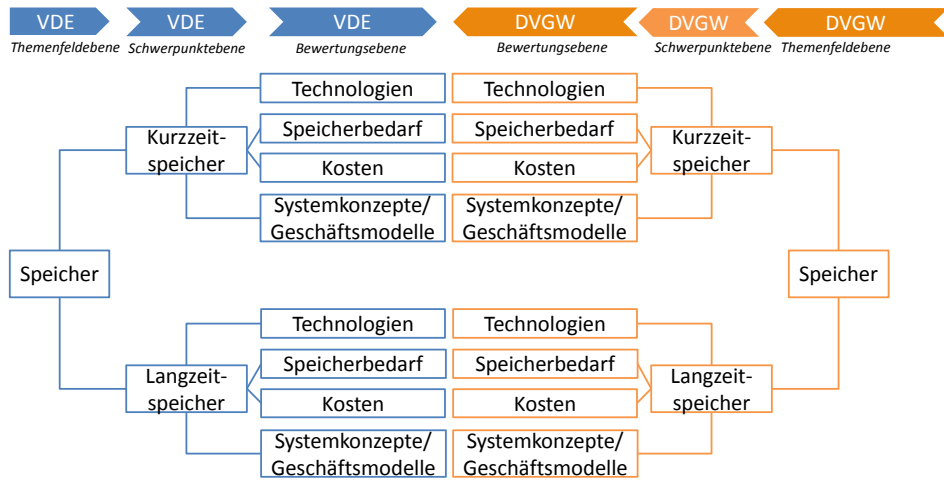 VDE VDE VDE DVGW DVGW DVGW
Themenfeldebene Schwerpunktebene Bewertungsebene Bewertungsebene Schwerpunktebene Themenfeldebene
Technologien Technologien
Kurzzeit-
speicher
Speicherbedarf Speicherbedarf
Kurzzeit-
speicher
Kosten Kosten
Systemkonzepte/
Geschäftsmodelle
Systemkonzepte/
Geschäftsmodelle
Speicher Speicher
Technologien Technologien
Langzeit-
speicher
Speicherbedarf Speicherbedarf
Langzeit-
speicher
Kosten Kosten
Systemkonzepte/
Geschäftsmodelle
Systemkonzepte/
Geschäftsmodelle